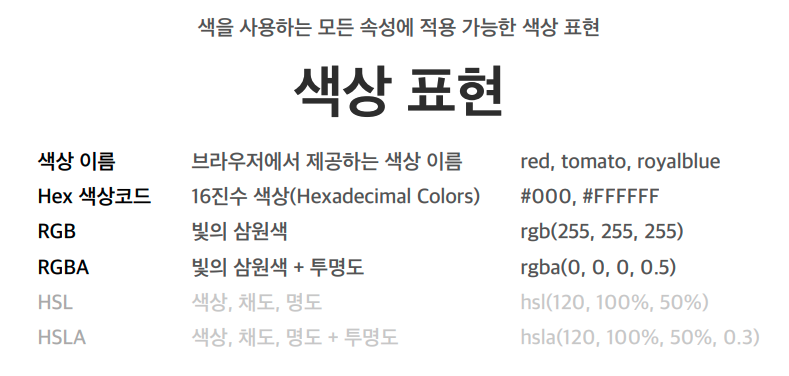 색을 사용하는 모든 속성에 적용 가능한 색상 표현
색상 표현
색상 이름 브라우저에서 제공하는 색상 이름 red, tomato, royalblue
Hex 색상코드 16진수 색상(Hexadecimal Colors) #000, #FFFFFF
RGB 빛의 삼원색 rgb(255, 255, 255)
RGBA 빛의 삼원색 + 투명도 rgba(0, 0, 0, 0.5)
HSL 색상, 채도, 명도 hsl(120, 100%, 50%)
HSLA 색상, 채도, 명도 + 투명도 hsla(120, 100%, 50%, 0.3)